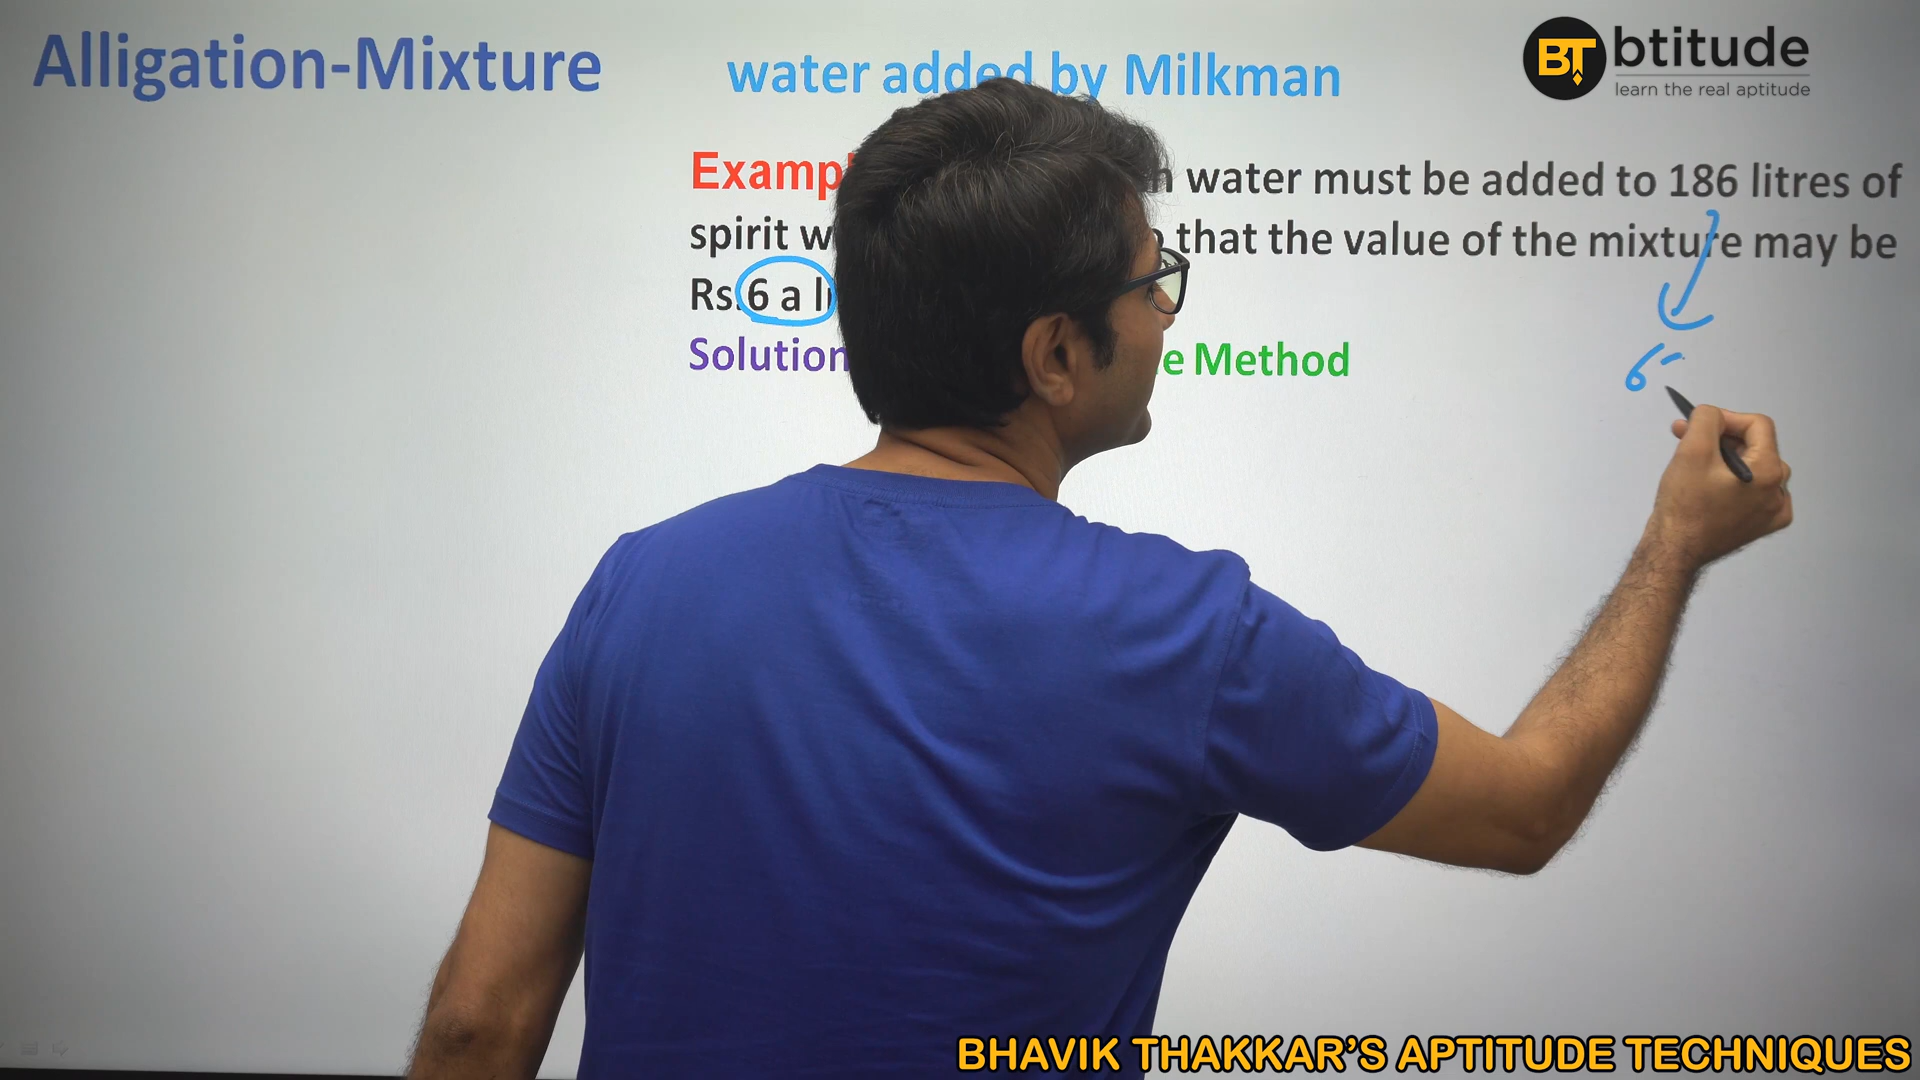 Alligation-Mixture
water added by Milkman
BT btitude
learn the real aptitude
water must be added to 186 litres of
spirit that the value of the mixture may be
Rs. 6 a
Solution Method
6
BHAVIK THAKKAR'S APTITUDE TECHNIQUES